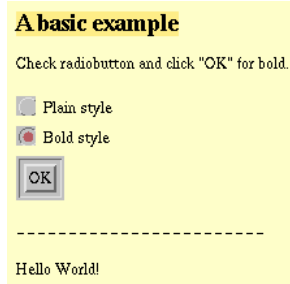 A basic example
Check radiobutton and click "OK" for bold.
Plain style
Bold style
OK
-------------------------
Hello World!